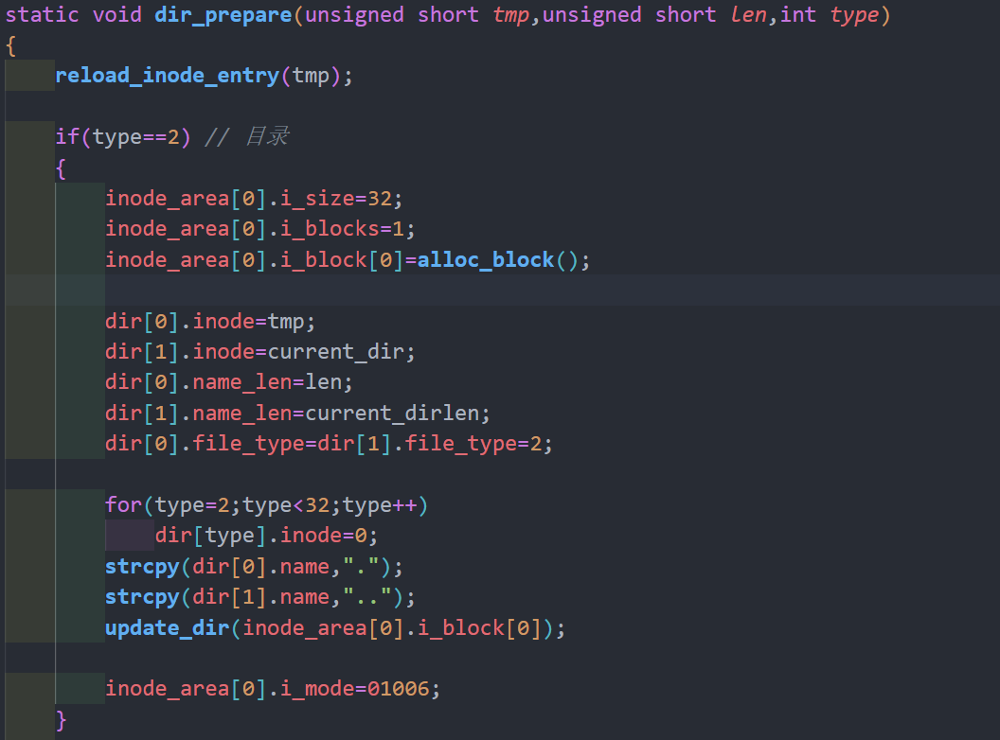 static void dir_prepare(unsigned short tmp,unsigned short len,int type)
{
    reload_inode_entry(tmp);

    if(type==2) // 目录
    {
        inode_area[0].i_size=32;
        inode_area[0].i_blocks=1;
        inode_area[0].i_block[0]=alloc_block();

        dir[0].inode=tmp;
        dir[1].inode=current_dir;
        dir[0].name_len=len;
        dir[1].name_len=current_dirlen;
        dir[0].file_type=dir[1].file_type=2;

        for(type=2;type<32;type++)
            dir[type].inode=0;
        strcpy(dir[0].name,".");
        strcpy(dir[1].name,"..");
        update_dir(inode_area[0].i_block[0]);

        inode_area[0].i_mode=01006;
    }